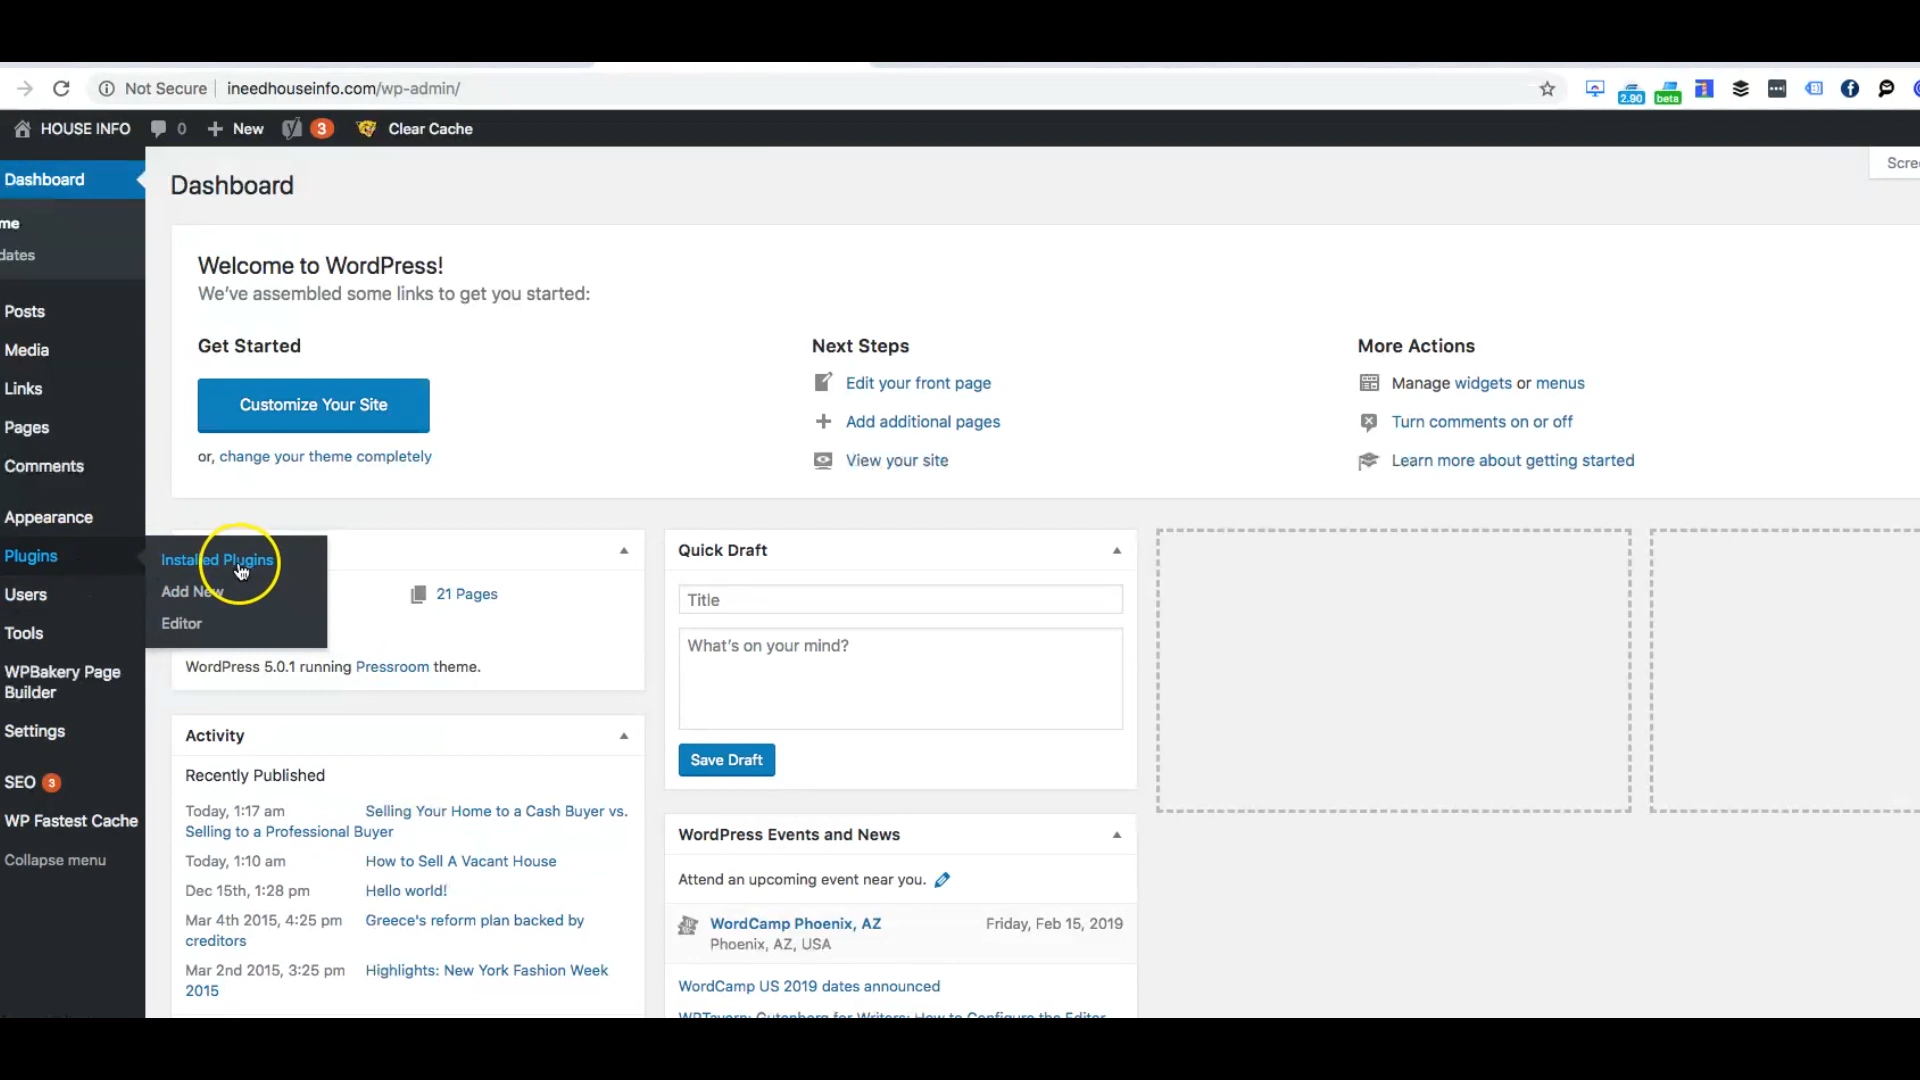 Not Secure
ineedhouseinfo.com/wp-admin/
2.90
beta
HOUSE INFO
0
New
3
Clear Cache
Scre
Dashboard
me
dates
Posts
Media
Links
Pages
Comments
Appearance
Plugins
Users
Tools
WPBakery Page
Builder
Settings
SEO 3
WP Fastest Cache
Collapse menu
Installed Plugins
Add New
Editor
Dashboard
Welcome to WordPress!
We've assembled some links to get you started:
Get Started
Customize Your Site
or, change your theme completely
Next Steps
Edit your front page
Add additional pages
View your site
More Actions
Manage widgets or menus
Turn comments on or off
Learn more about getting started
21 Pages
WordPress 5.0.1 running Pressroom theme.
Activity
Recently Published
Today, 1:17 am Selling Your Home to a Cash Buyer vs.
Selling to a Professional Buyer
Today, 1:10 am How to Sell A Vacant House
Dec 15th, 1:28 pm Hello world!
Mar 4th 2015, 4:25 pm Greece's reform plan backed by
creditors
Mar 2nd 2015, 3:25 pm Highlights: New York Fashion Week
2015
Quick Draft
Title
What's on your mind?
Save Draft
WordPress Events and News
Attend an upcoming event near you.
WordCamp Phoenix, AZ
Friday, Feb 15, 2019
Phoenix, AZ, USA
WordCamp US 2019 dates announced
WPTavern: Gutenberg for Writers: How to Configure the Editor